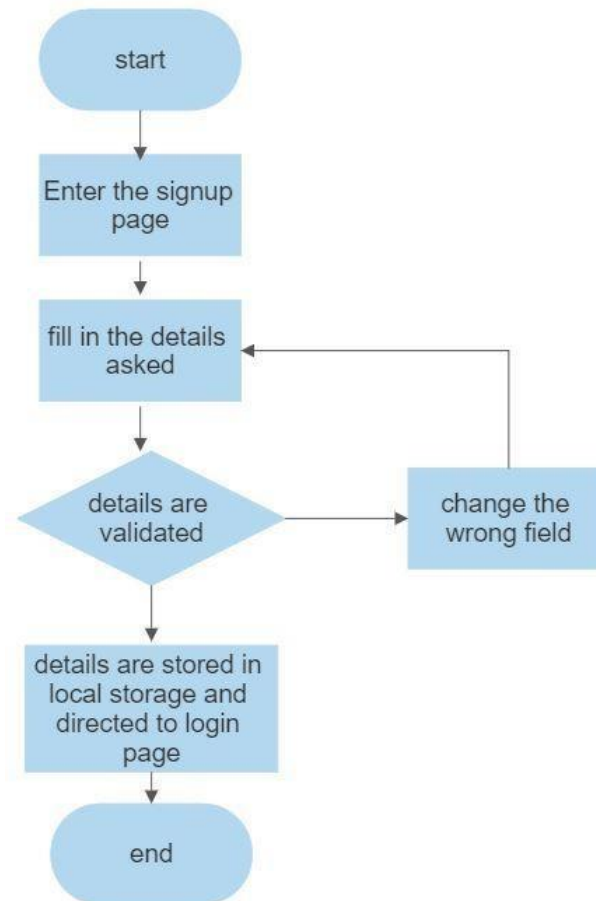 start
Enter the signup
page
fill in the details
asked
details are
validated
change the
wrong field
details are stored in
local storage and
directed to login
page
end